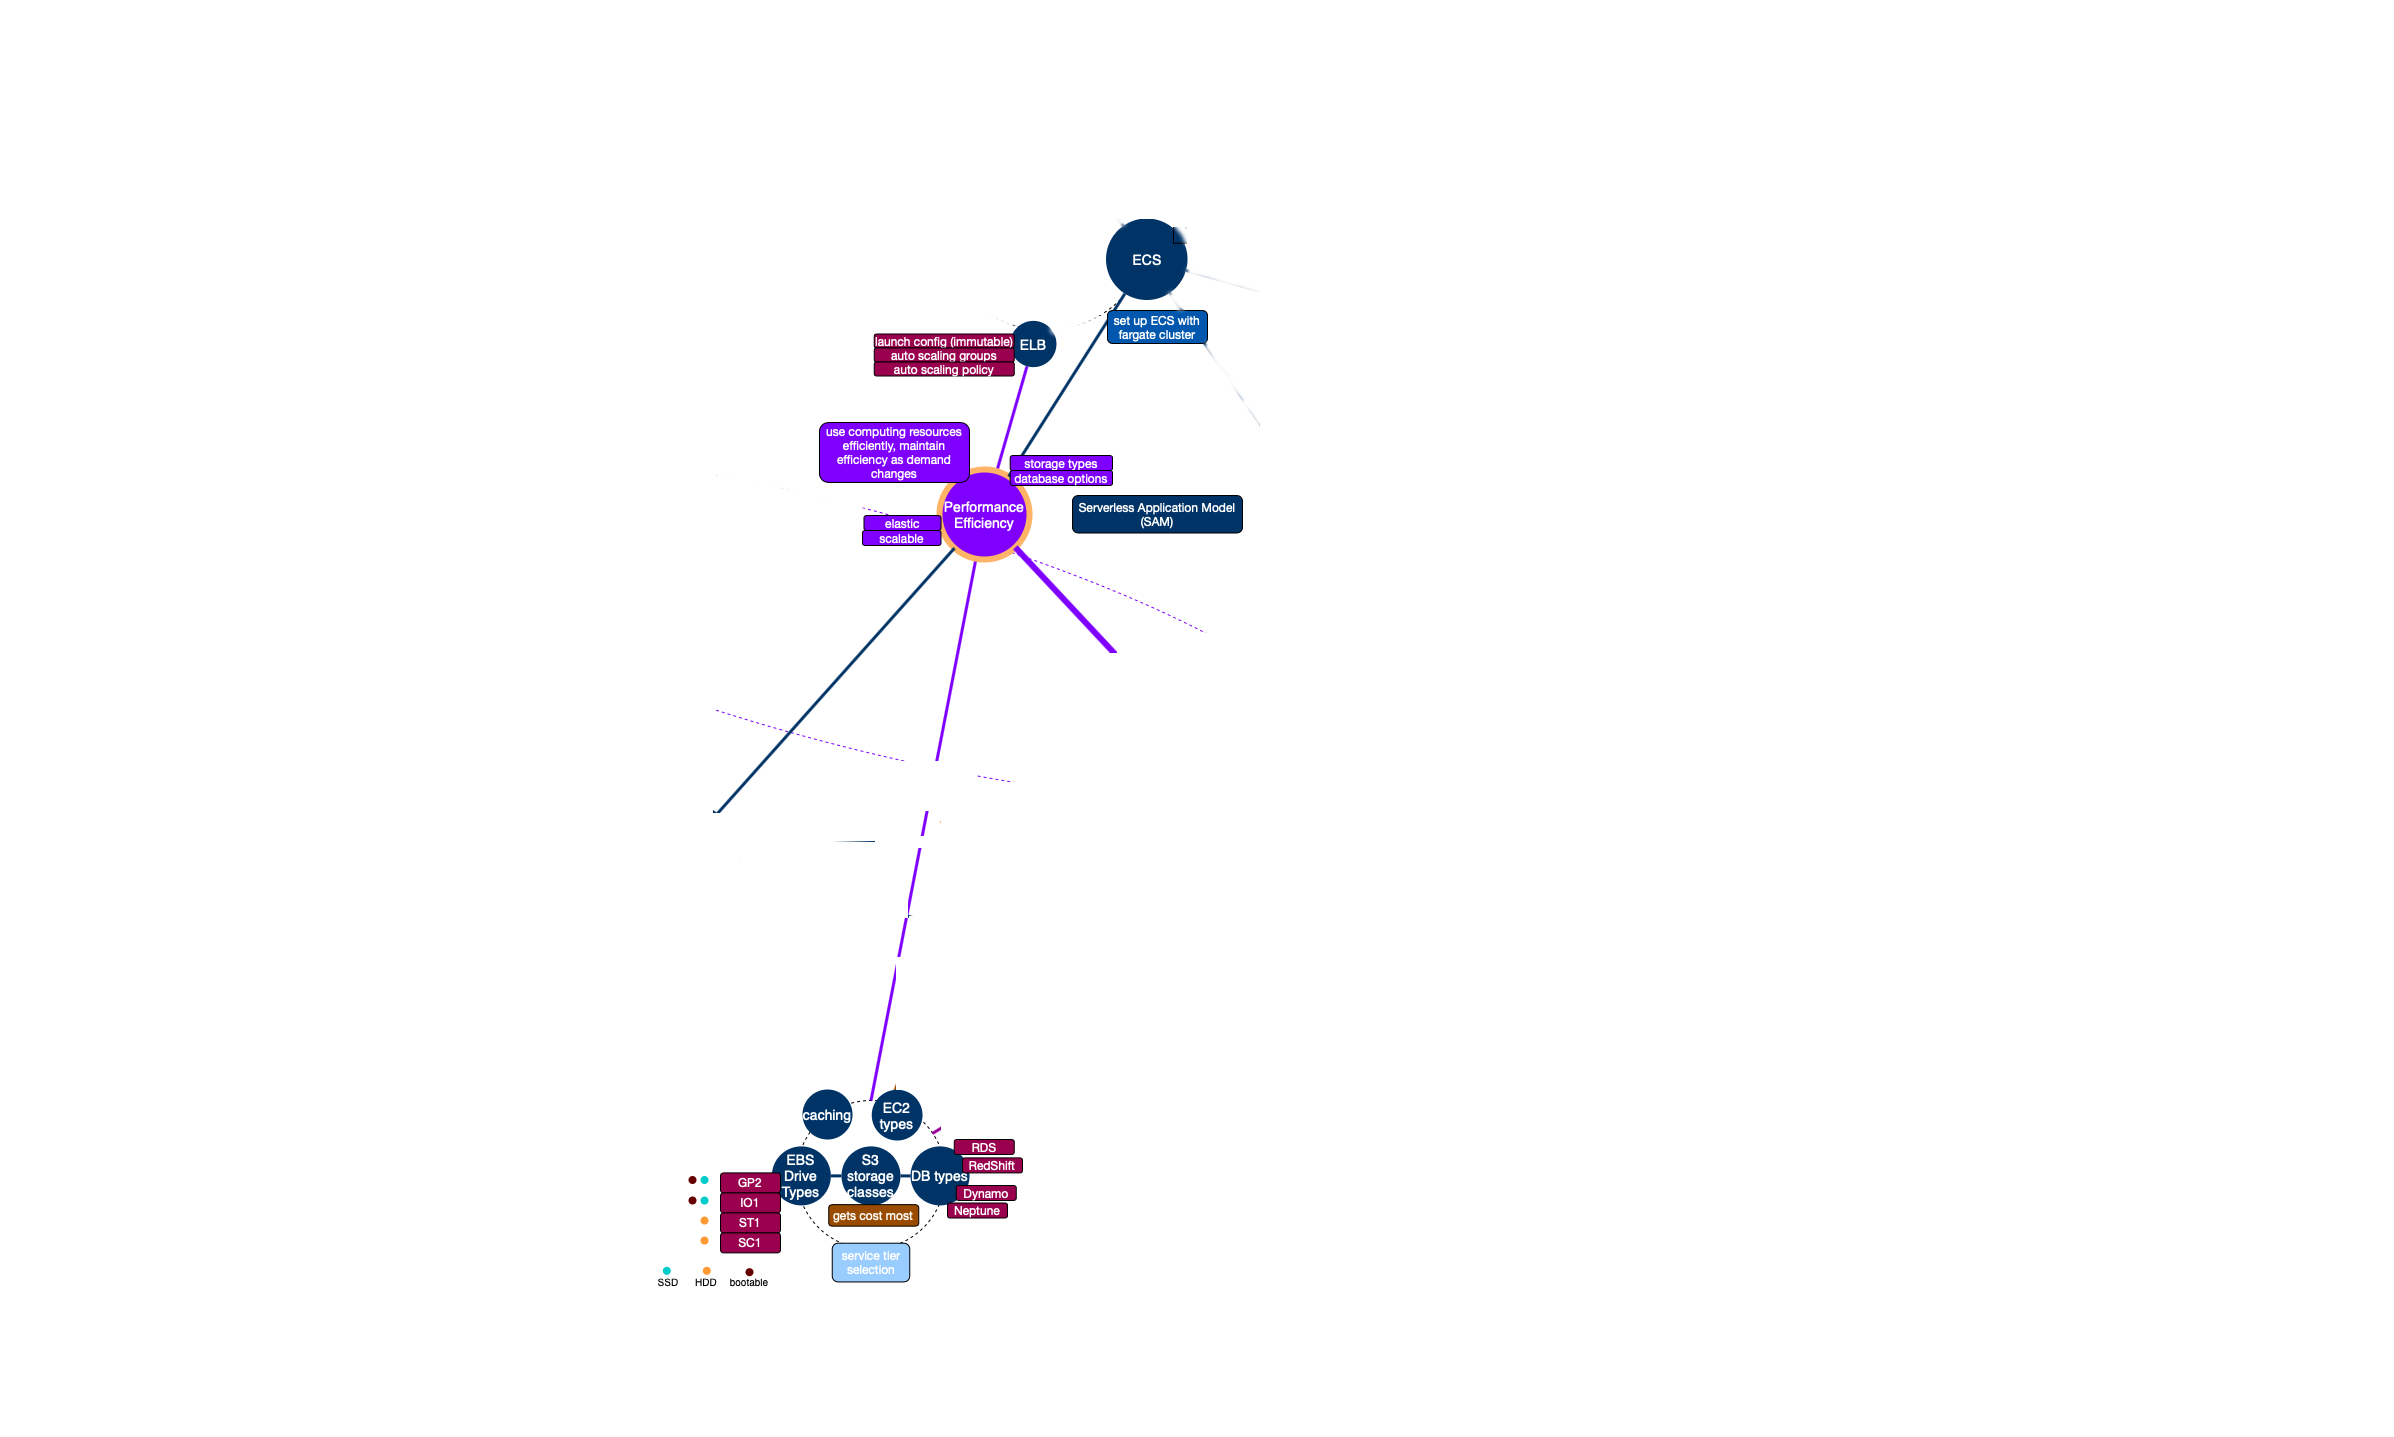 ECS
set up ECS with
fargate cluster
ELB
launch config (immutable)
auto scaling groups
auto scaling policy
use computing resources
efficiently, maintain
efficiency as demand
changes
storage types
database options
Performance
Efficiency
elastic
scalable
Serverless Application Model
(SAM)
caching
EC2
types
EBS
Drive
Types
S3
storage
classes
DB types
RDS
RedShift
Dynamo
Neptune
GP2
IO1
ST1
SC1
gets cost most
service tier
selection
SSD
HDD
bootable